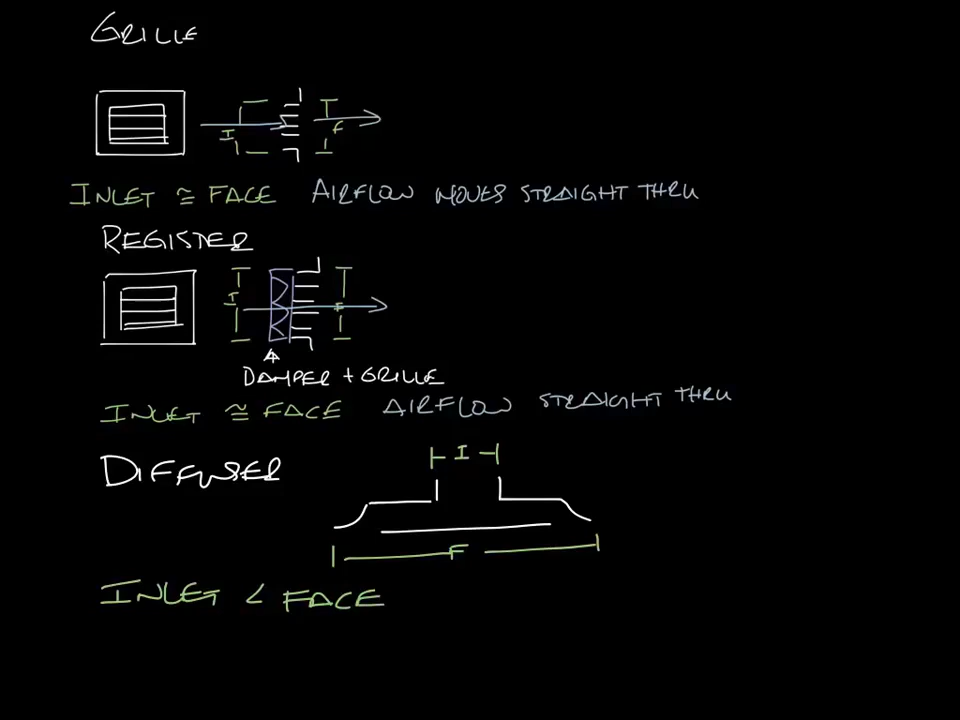 GRILLE
I F
INLET ≅ FACE AIRFLOW MOVES STRAIGHT THRU
REGISTER
I F
DAMPER + GRILLE
INLET ≅ FACE AIRFLOW STRAIGHT THRU
I
DIFFUSER
F
INLET < FACE